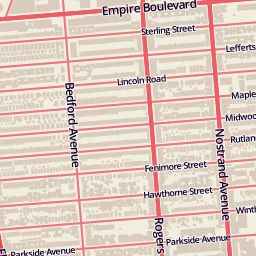 Empire Boulevard
Sterling Street
Lefferts
Lincoln Road
Maple
Midwoo
Bedford Avenue
Rutlan
Nostrand Avenue
Fenimore Street
Hawthorne Street
Winth
Rogers
Parkside Avenue
Parkside Avenue